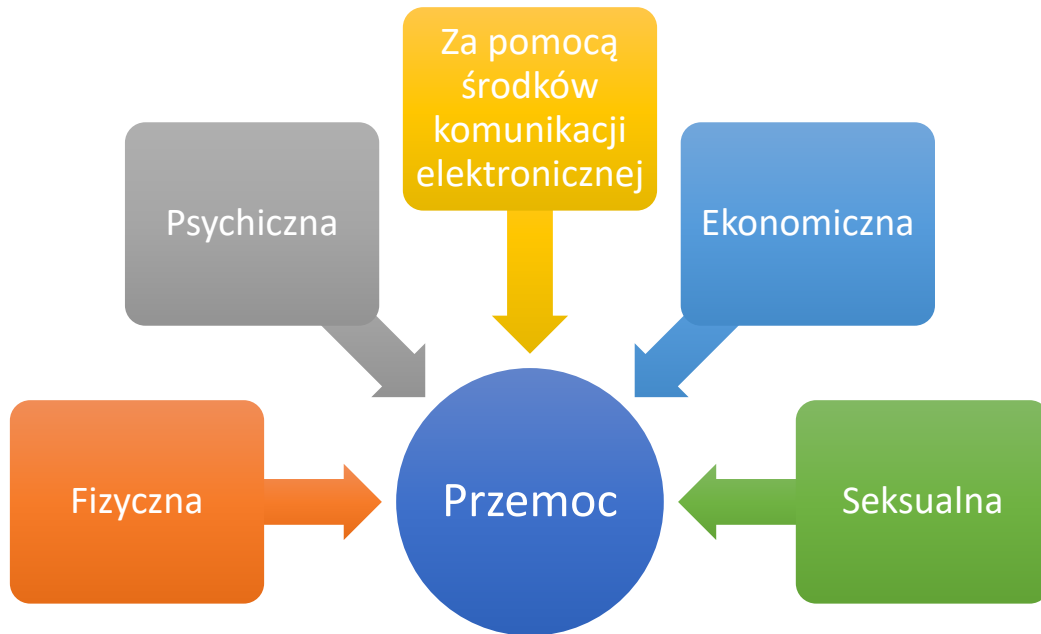 Za pomocą
środków
komunikacji
elektronicznej
Psychiczna
Ekonomiczna
Fizyczna
Przemoc
Seksualna